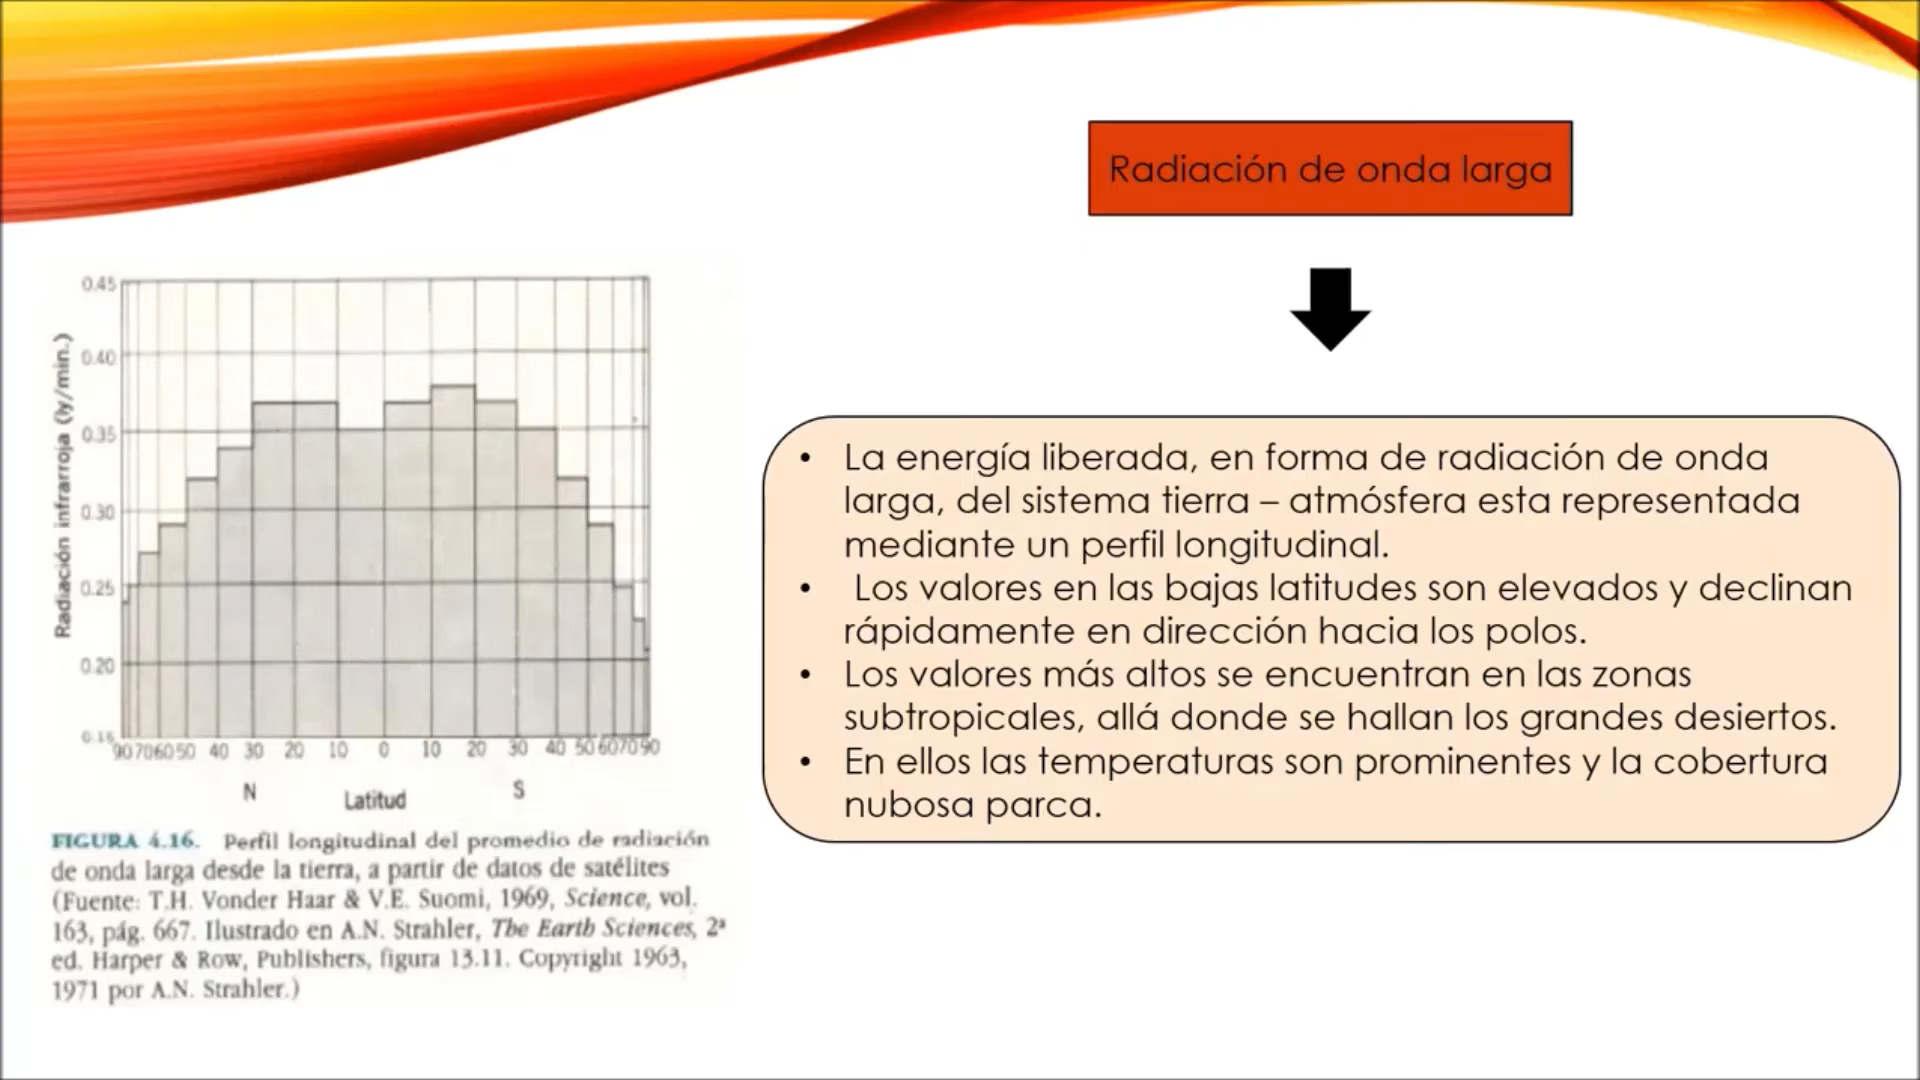 Radiación de onda larga
0.45
0.40
0.35
0.30
0.25
0.20
0.15
Radiación infrarroja (ly/min.)
90 70 60 50 40 30 20 10 0 10 20 30 40 50 60 70 90
N
Latitud
S
FIGURA 4.16. Perfil longitudinal del promedio de radiación
de onda larga desde la tierra, a partir de datos de satélites
(Fuente: T.H. Vonder Haar & V.E. Suomi, 1969, Science, vol.
163, pág. 667. Ilustrado en A.N. Strahler, The Earth Sciences, 2ª
ed. Harper & Row, Publishers, figura 13.11. Copyright 1963,
1971 por A.N. Strahler.)
• La energía liberada, en forma de radiación de onda
larga, del sistema tierra – atmósfera esta representada
mediante un perfil longitudinal.
• Los valores en las bajas latitudes son elevados y declinan
rápidamente en dirección hacia los polos.
• Los valores más altos se encuentran en las zonas
subtropicales, allá donde se hallan los grandes desiertos.
• En ellos las temperaturas son prominentes y la cobertura
nubosa parca.